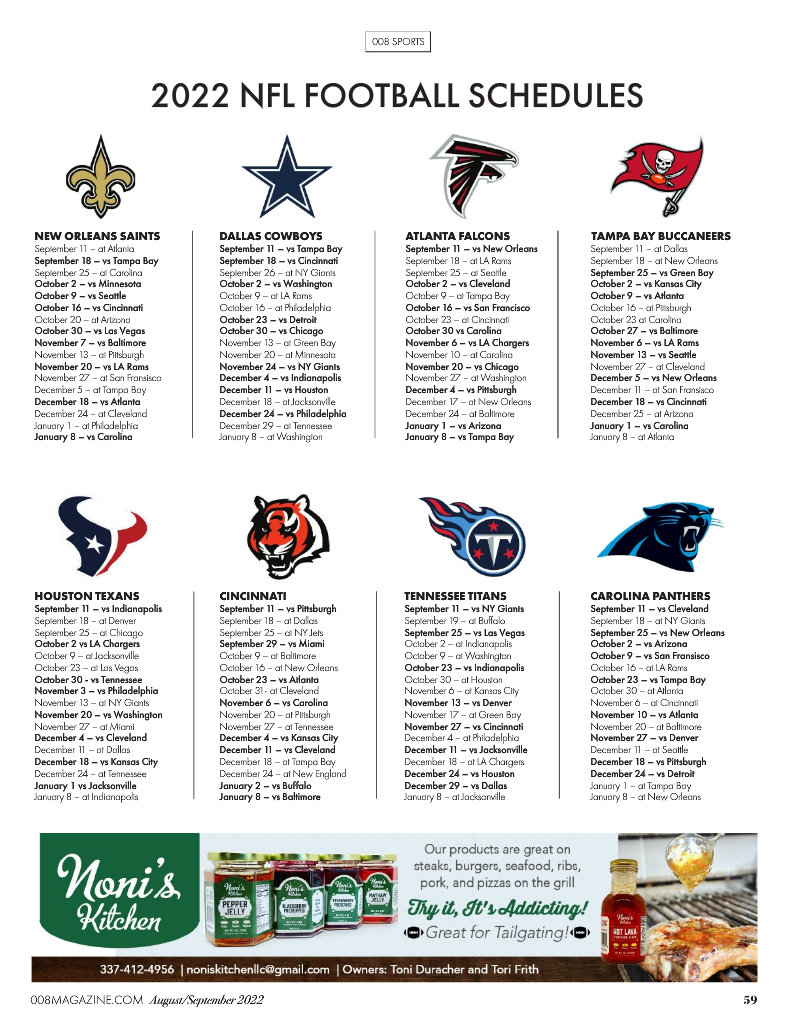 008 SPORTS
2022 NFL FOOTBALL SCHEDULES
NEW ORLEANS SAINTS
September 11 – at Atlanta
September 18 – vs Tampa Bay
September 25 – at Carolina
October 2 – vs Minnesota
October 9 – vs Seattle
October 16 – vs Cincinnati
October 20 – at Arizona
October 30 – vs Las Vegas
November 7 – vs Baltimore
November 13 – at Pittsburgh
November 20 – vs LA Rams
November 27 – at San Fransisco
December 5 – at Tampa Bay
December 18 – vs Atlanta
December 24 – at Cleveland
January 1 – at Philadelphia
January 8 – vs Carolina
DALLAS COWBOYS
September 11 – vs Tampa Bay
September 18 – vs Cincinnati
September 26 – at NY Giants
October 2 – vs Washington
October 9 – at LA Rams
October 16 – at Philadelphia
October 23 – vs Detroit
October 30 – vs Chicago
November 13 – at Green Bay
November 20 – at Minnesota
November 24 – vs NY Giants
December 4 – vs Indianapolis
December 11 – vs Houston
December 18 – at Jacksonville
December 24 – vs Philadelphia
December 29 – at Tennessee
January 8 – at Washington
ATLANTA FALCONS
September 11 – vs New Orleans
September 18 – at LA Rams
September 25 – at Seattle
October 2 – vs Cleveland
October 9 – at Tampa Bay
October 16 – vs San Francisco
October 23 – at Cincinnati
October 30 vs Carolina
November 6 – vs LA Chargers
November 10 – at Carolina
November 20 – vs Chicago
November 27 – at Washington
December 4 – vs Pittsburgh
December 17 – at New Orleans
December 24 – at Baltimore
January 1 – vs Arizona
January 8 – vs Tampa Bay
TAMPA BAY BUCCANEERS
September 11 – at Dallas
September 18 – at New Orleans
September 25 – vs Green Bay
October 2 – vs Kansas City
October 9 – vs Atlanta
October 16 – at Pittsburgh
October 23 at Carolina
October 27 – vs Baltimore
November 6 – vs LA Rams
November 13 – vs Seattle
November 27 – at Cleveland
December 5 – vs New Orleans
December 11 – at San Fransisco
December 18 – vs Cincinnati
December 25 – at Arizona
January 1 – vs Carolina
January 8 – at Atlanta
HOUSTON TEXANS
September 11 – vs Indianapolis
September 18 – at Denver
September 25 – at Chicago
October 2 vs LA Chargers
October 9 – at Jacksonville
October 23 – at Las Vegas
October 30 - vs Tennessee
November 3 – vs Philadelphia
November 13 – at NY Giants
November 20 – vs Washington
November 27 – at Miami
December 4 – vs Cleveland
December 11 – at Dallas
December 18 – vs Kansas City
December 24 – at Tennessee
January 1 vs Jacksonville
January 8 – at Indianapolis
CINCINNATI
September 11 – vs Pittsburgh
September 18 – at Dallas
September 25 – at NY Jets
September 29 – vs Miami
October 9 – at Baltimore
October 16 – at New Orleans
October 23 – vs Atlanta
October 31- at Cleveland
November 6 – vs Carolina
November 20 – at Pittsburgh
November 27 – at Tennessee
December 4 – vs Kansas City
December 11 – vs Cleveland
December 18 – at Tampa Bay
December 24 – at New England
January 2 – vs Buffalo
January 8 – vs Baltimore
TENNESSEE TITANS
September 11 – vs NY Giants
September 19 – at Buffalo
September 25 – vs Las Vegas
October 2 – at Indianapolis
October 9 – at Washington
October 23 – vs Indianapolis
October 30 – at Houston
November 6 – at Kansas City
November 13 – vs Denver
November 17 – at Green Bay
November 27 – vs Cincinnati
December 4 – at Philadelphia
December 11 – vs Jacksonville
December 18 – at LA Chargers
December 24 – vs Houston
December 29 – vs Dallas
January 8 – at Jacksonville
CAROLINA PANTHERS
September 11 – vs Cleveland
September 18 – at NY Giants
September 25 – vs New Orleans
October 2 – vs Arizona
October 9 – vs San Fransisco
October 16 – at LA Rams
October 23 – vs Tampa Bay
October 30 – at Atlanta
November 6 – at Cincinnati
November 10 – vs Atlanta
November 20 – at Baltimore
November 27 – vs Denver
December 11 – at Seattle
December 18 – vs Pittsburgh
December 24 – vs Detroit
January 1 – at Tampa Bay
January 8 – at New Orleans
Noni's
Kitchen
Noni's
Kitchen
PEPPER
JELLY
Noni's
BLACKBERRY
PRESERVES
Noni's
PRESERVES
Noni's
MAYHAW
JELLY
Our products are great on
steaks, burgers, seafood, ribs,
pork, and pizzas on the grill
Try it, It's Addicting!
Great for Tailgating!
Noni's
HOT LAVA
337-412-4956 | noniskitchenllc@gmail.com | Owners: Toni Duracher and Tori Frith
008MAGAZINE.COM August/September 2022
59